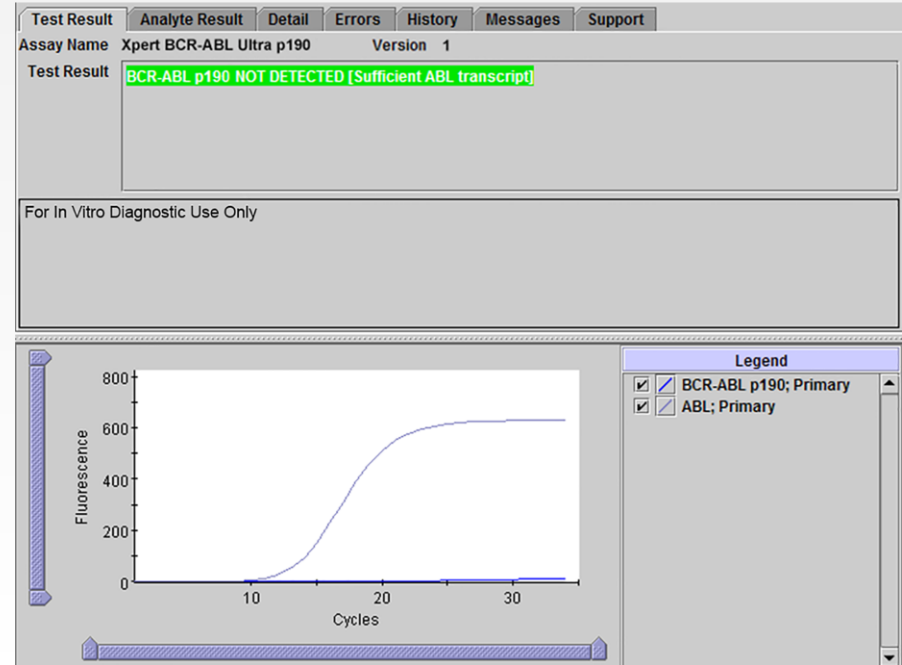 Test Result Analyte Result Detail Errors History Messages Support
Assay Name Xpert BCR-ABL Ultra p190 Version 1
Test Result BCR-ABL p190 NOT DETECTED [Sufficient ABL transcript]
For In Vitro Diagnostic Use Only
Legend
BCR-ABL p190; Primary
ABL; Primary
800
600
400
200
0
Fluorescence
10 20 30
Cycles